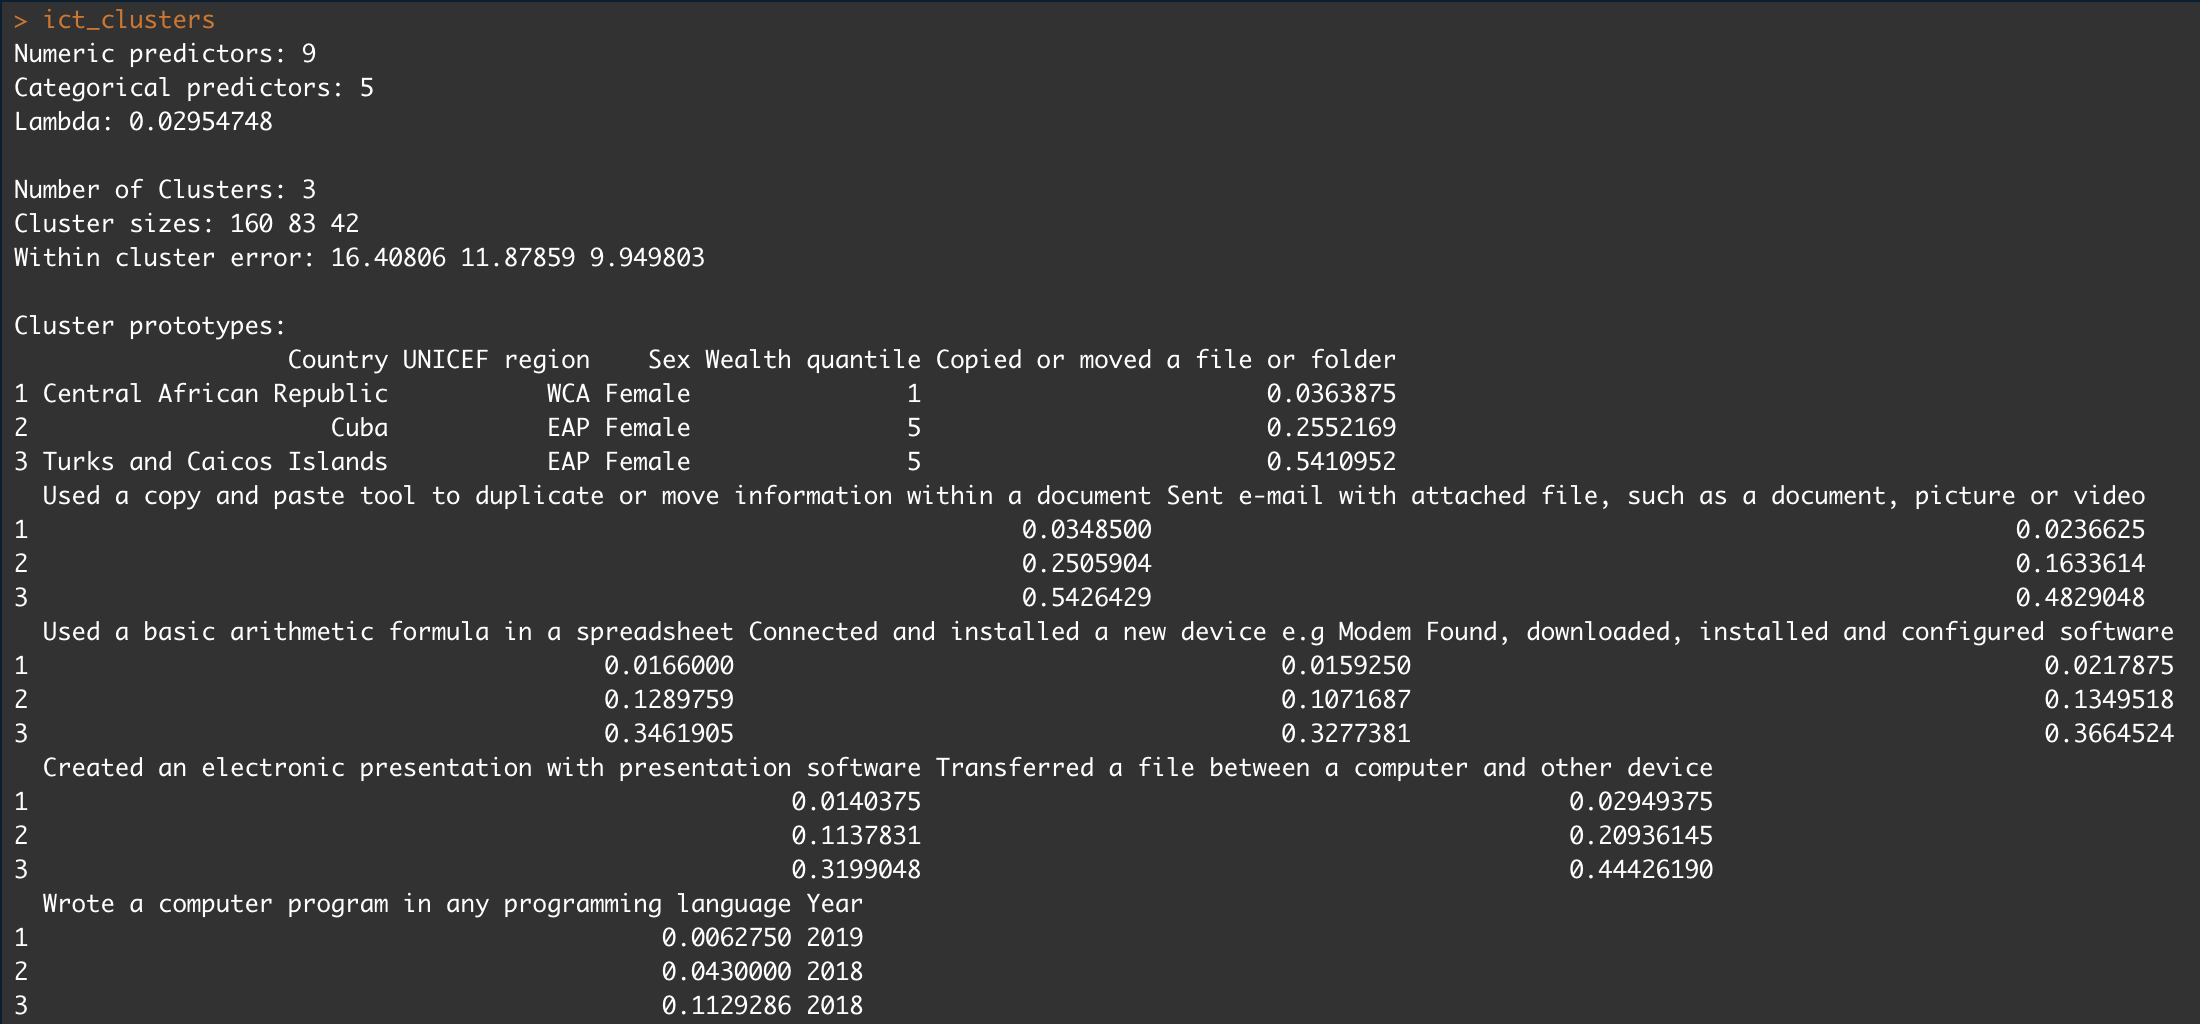 > ict_clusters
Numeric predictors: 9
Categorical predictors: 5
Lambda: 0.02954748

Number of Clusters: 3
Cluster sizes: 160 83 42
Within cluster error: 16.40806 11.87859 9.949803

Cluster prototypes:
                   Country UNICEF region    Sex Wealth quantile Copied or moved a file or folder
1 Central African Republic           WCA Female               1                        0.0363875
2                     Cuba           EAP Female               5                        0.2552169
3 Turks and Caicos Islands           EAP Female               5                        0.5410952
  Used a copy and paste tool to duplicate or move information within a document Sent e-mail with attached file, such as a document, picture or video
1                                                                     0.0348500                                                            0.0236625
2                                                                     0.2505904                                                            0.1633614
3                                                                     0.5426429                                                            0.4829048
  Used a basic arithmetic formula in a spreadsheet Connected and installed a new device e.g Modem Found, downloaded, installed and configured software
1                                        0.0166000                                      0.0159250                                            0.0217875
2                                        0.1289759                                      0.1071687                                            0.1349518
3                                        0.3461905                                      0.3277381                                            0.3664524
  Created an electronic presentation with presentation software Transferred a file between a computer and other device
1                                                     0.0140375                                             0.02949375
2                                                     0.1137831                                             0.20936145
3                                                     0.3199048                                             0.44426190
  Wrote a computer program in any programming language Year
1                                            0.0062750 2019
2                                            0.0430000 2018
3                                            0.1129286 2018